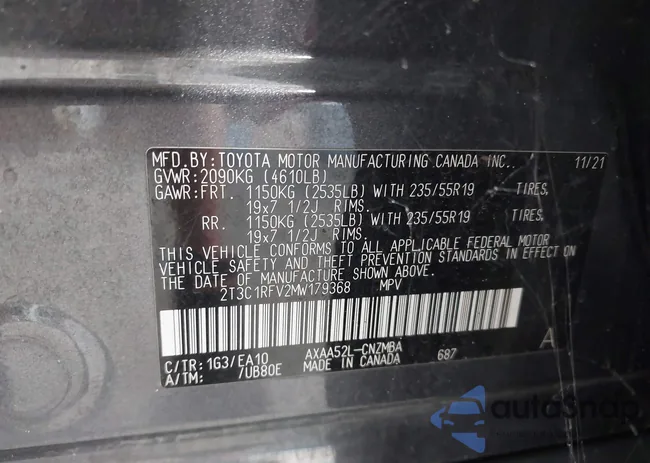 MFD.BY:TOYOTA MOTOR MANUFACTURING CANADA INC. 11/21
GVWR:2090KG (4610LB)
GAWR:FRT. 1150KG (2535LB) WITH 235/55R19 TIRES,
19x7 1/2J RIMS.
RR. 1150KG (2535LB) WITH 235/55R19 TIRES,
19x7 1/2J RIMS.
THIS VEHICLE CONFORMS TO ALL APPLICABLE FEDERAL MOTOR
VEHICLE SAFETY AND THEFT PREVENTION STANDARDS IN EFFECT ON
THE DATE OF MANUFACTURE SHOWN ABOVE.
2T3C1RFV2MW179368 MPV
C/TR:1G3/EA10 AXAA52L-CNZMBA A
A/TM: /UB80E MADE IN CANADA 687
autoSnap